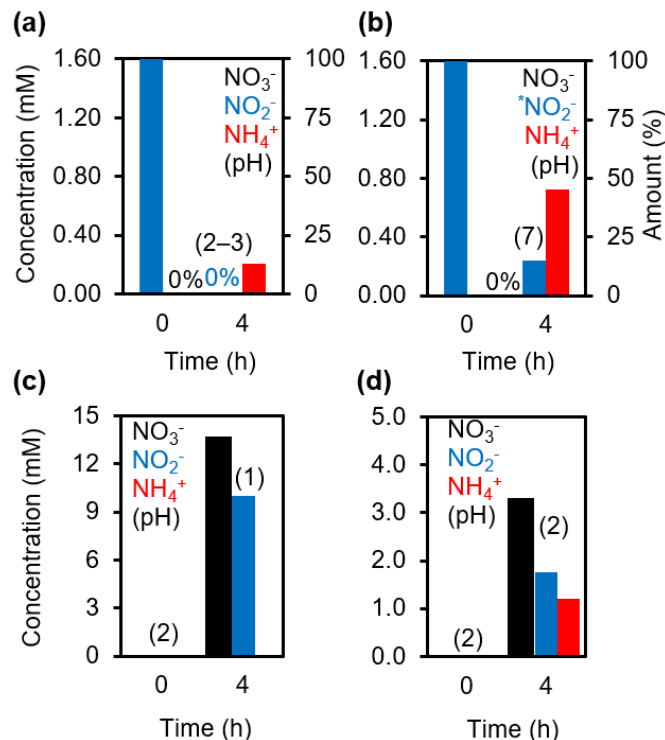 (a)
Concentration (mM)
1.60
1.20
0.80
0.40
0.00
100
75
50
25
0
NO₃⁻
NO₂⁻
NH₄⁺
(pH)
(2–3)
0% 0%
0 4
Time (h)
(b)
1.60
1.20
0.80
0.40
0.00
100
75
50
25
0
Amount (%)
NO₃⁻
*NO₂⁻
NH₄⁺
(pH)
(7)
0%
0 4
Time (h)
(c)
Concentration (mM)
15
12
9
6
3
0
NO₃⁻
NO₂⁻
NH₄⁺
(pH)
(1)
(2)
0 4
Time (h)
(d)
5.0
4.0
3.0
2.0
1.0
0.0
NO₃⁻
NO₂⁻
NH₄⁺
(pH)
(2)
(2)
0 4
Time (h)